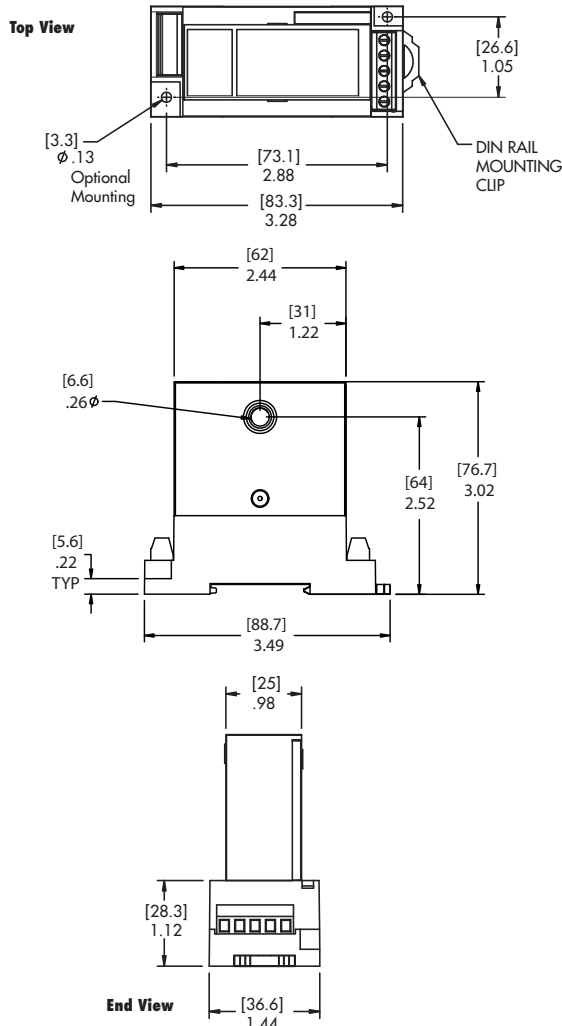 Top View
[26.6]
1.05
[3.3]
ϕ .13
Optional
Mounting
[73.1]
2.88
DIN RAIL
MOUNTING
CLIP
[83.3]
3.28
[62]
2.44
[31]
1.22
[6.6]
.26ϕ
[64]
2.52
[76.7]
3.02
[5.6]
.22
TYP
[88.7]
3.49
[25]
.98
[28.3]
1.12
End View
[36.6]
1.44